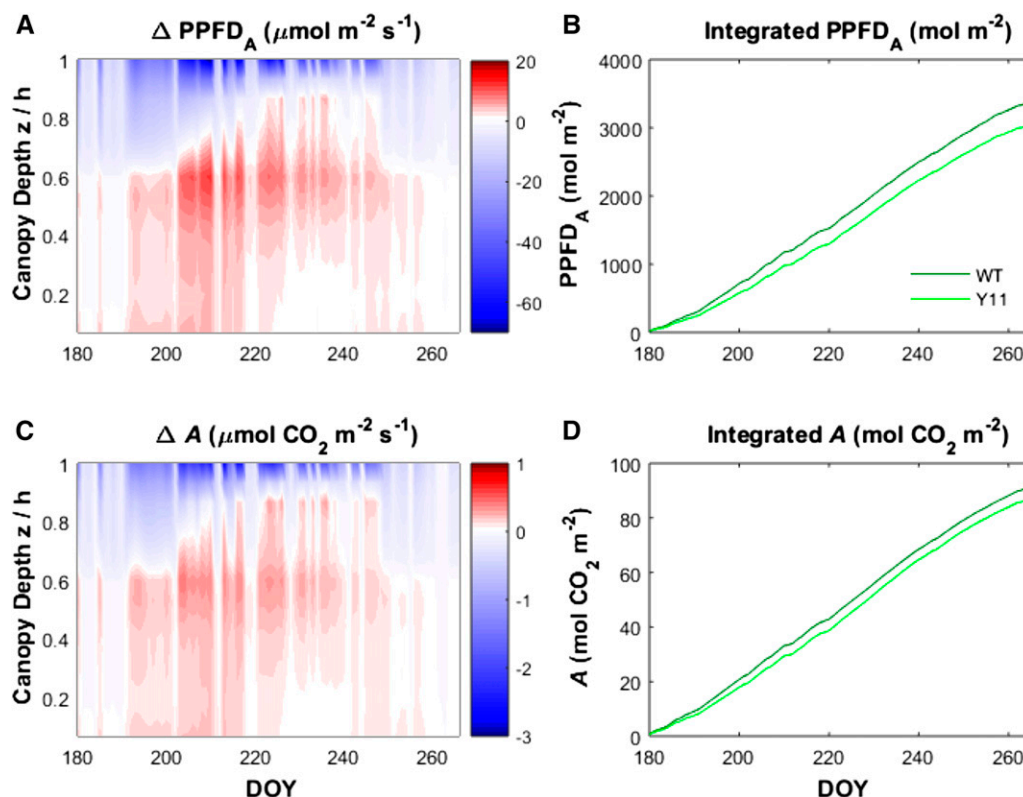 A
Δ PPFD_A (μmol m⁻² s⁻¹)
Canopy Depth z / h
1
0.8
0.6
0.4
0.2
180 200 220 240 260
20
0
-20
-40
-60
B
Integrated PPFD_A (mol m⁻²)
PPFD_A (mol m⁻²)
4000
3000
2000
1000
0
WT
Y11
180 200 220 240 260
C
Δ A (μmol CO₂ m⁻² s⁻¹)
Canopy Depth z / h
1
0.8
0.6
0.4
0.2
180 200 220 240 260
DOY
1
0
-1
-2
-3
D
Integrated A (mol CO₂ m⁻²)
A (mol CO₂ m⁻²)
100
80
60
40
20
0
180 200 220 240 260
DOY